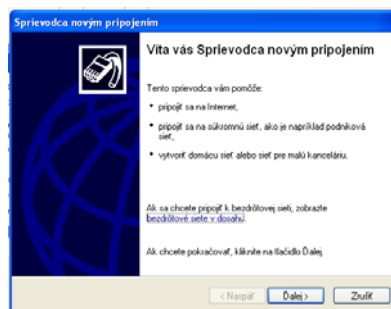 Sprievodca novým pripojením
Víta vás Sprievodca novým pripojením
Tento sprievodca vám pomôže:
• pripojiť sa na Internet,
• pripojiť sa na súkromnú sieť, ako je napríklad podniková
sieť,
• vytvoriť domácu sieť alebo sieť pre malú kanceláriu.
Ak sa chcete pripojiť k bezdrôtovej sieti, zobrazte
bezdrôtové siete v dosahu.
Ak chcete pokračovať, kliknite na tlačidlo Ďalej.
< Naspäť
Ďalej >
Zrušiť